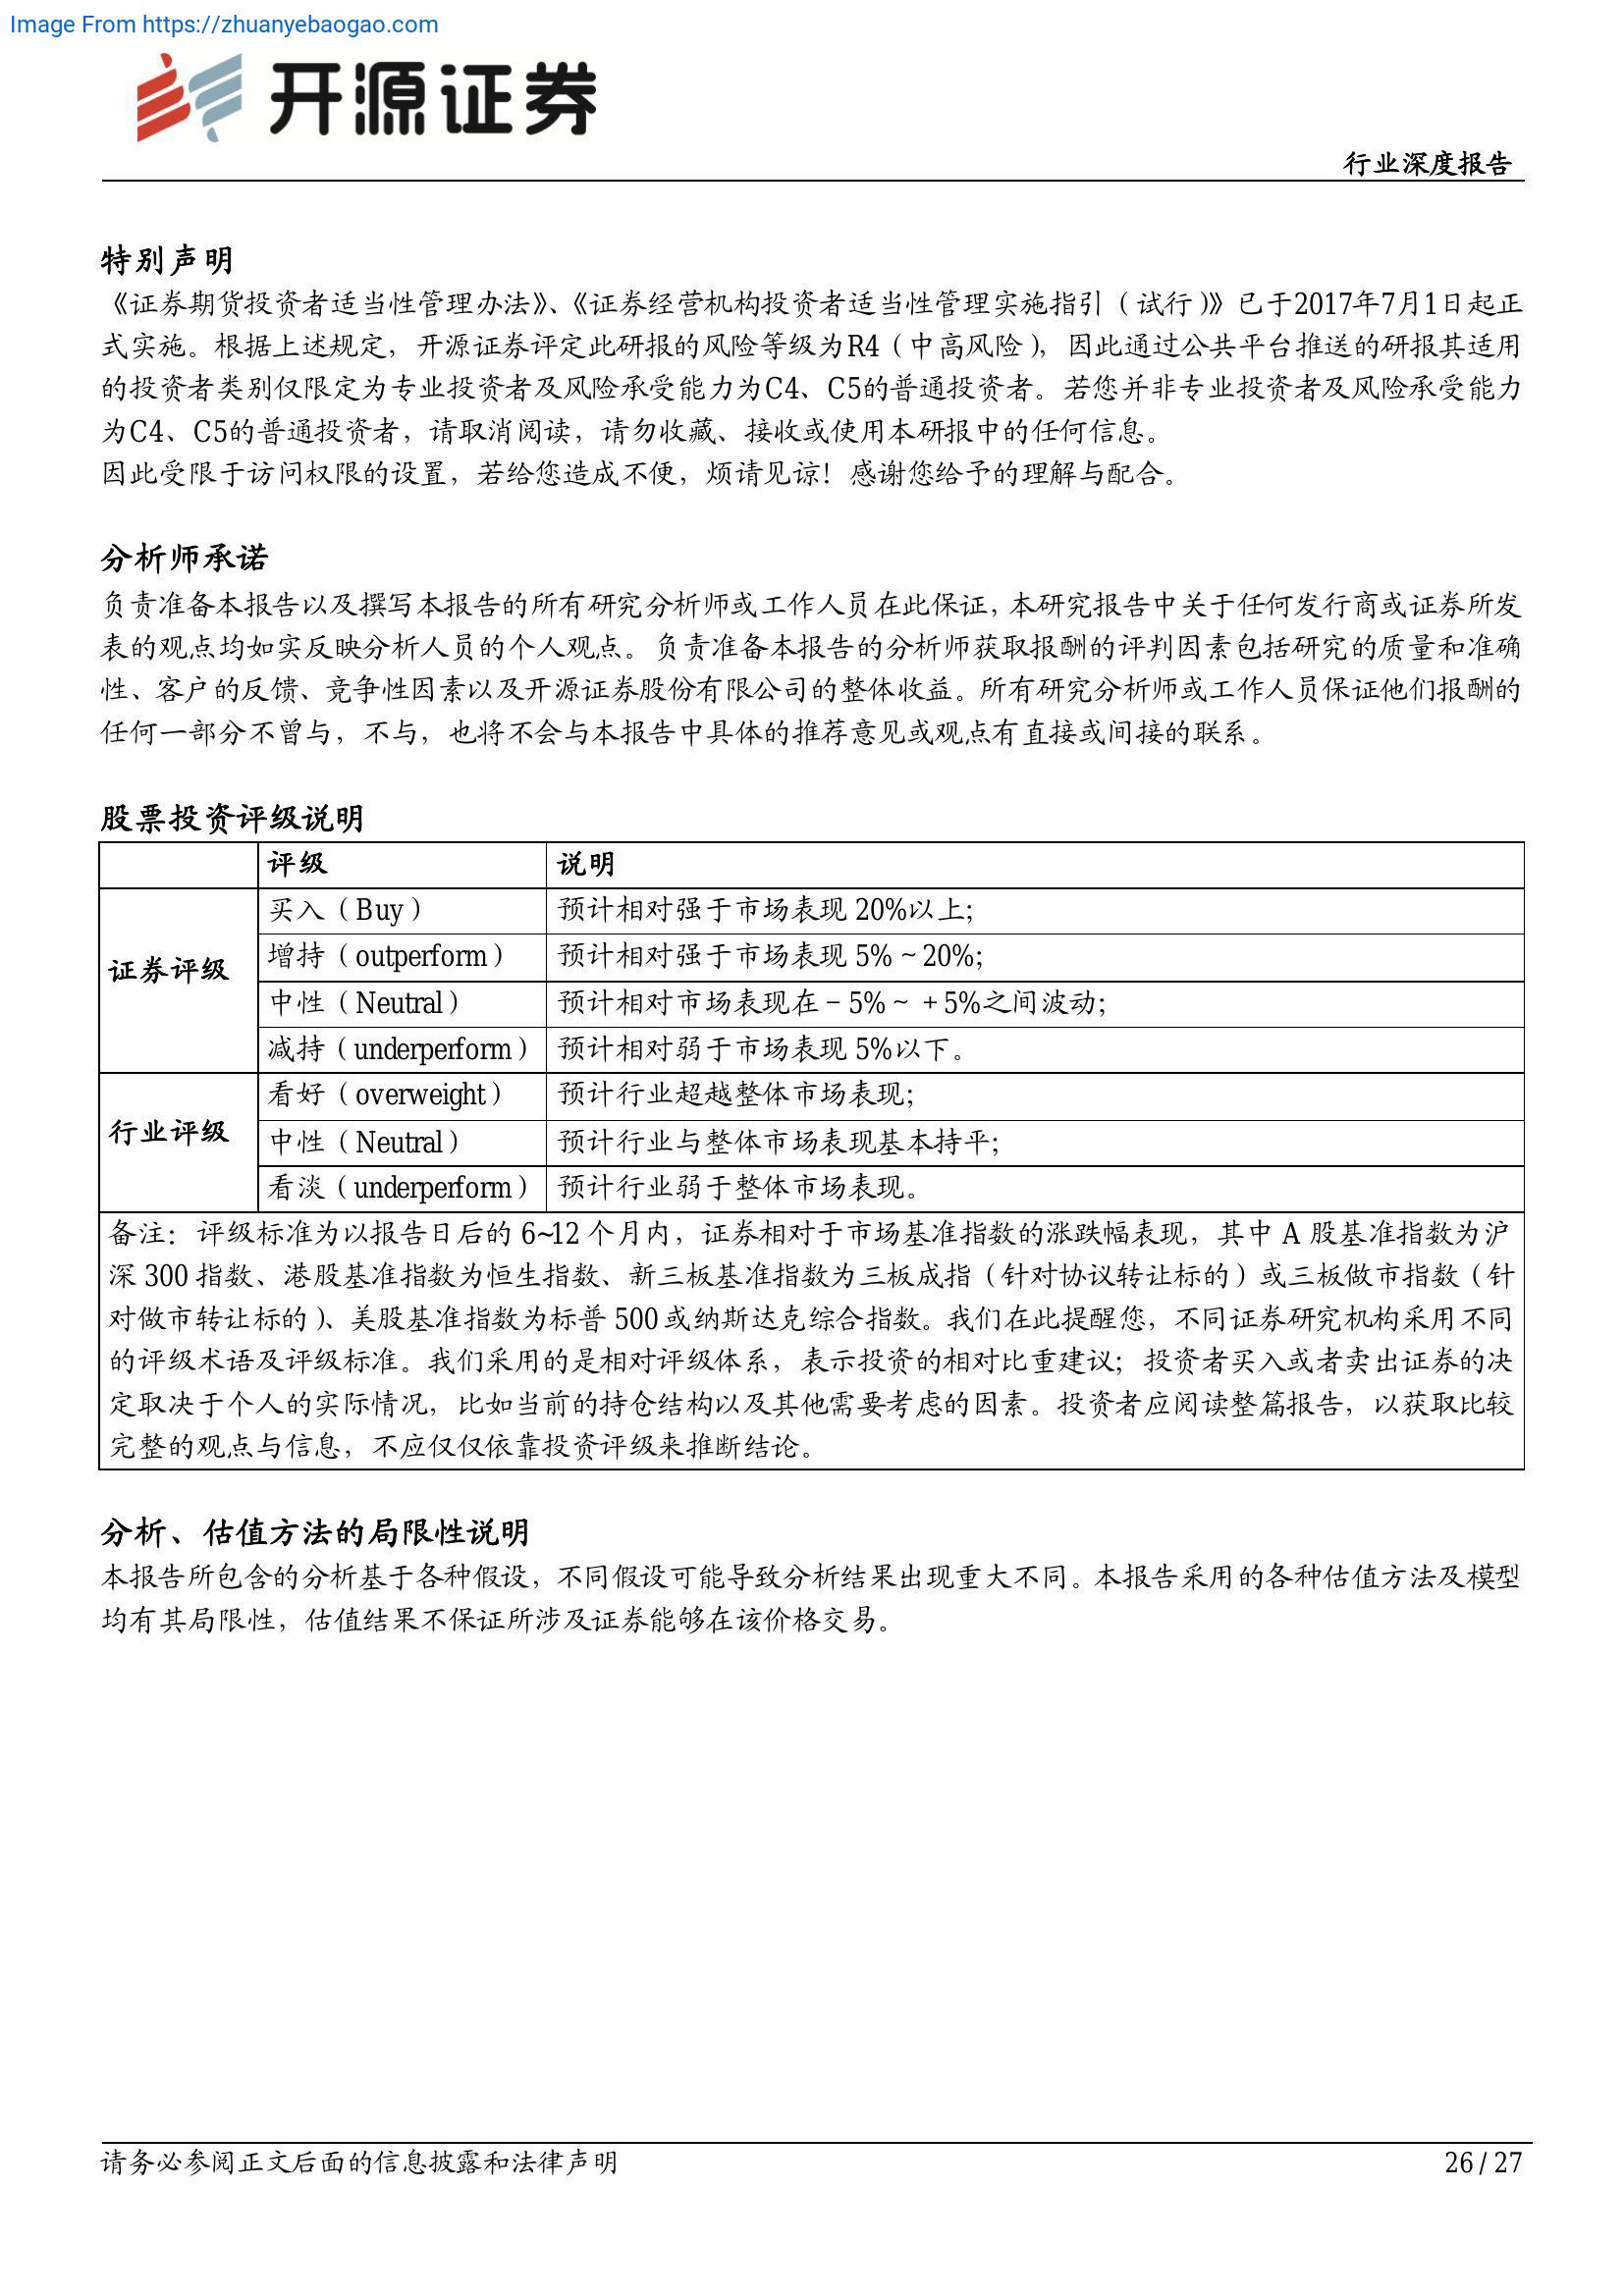 Image From https://zhuanyebaogao.com
开源证券
行业深度报告
特别声明
《证券期货投资者适当性管理办法》、《证券经营机构投资者适当性管理实施指引（试行）》已于2017年7月1日起正
式实施。根据上述规定，开源证券评定此研报的风险等级为R4（中高风险），因此通过公共平台推送的研报其适用
的投资者类别仅限定为专业投资者及风险承受能力为C4、C5的普通投资者。若您并非专业投资者及风险承受能力
为C4、C5的普通投资者，请取消阅读，请勿收藏、接收或使用本研报中的任何信息。
因此受限于访问权限的设置，若给您造成不便，烦请见谅！感谢您给予的理解与配合。
分析师承诺
负责准备本报告以及撰写本报告的所有研究分析师或工作人员在此保证，本研究报告中关于任何发行商或证券所发
表的观点均如实反映分析人员的个人观点。负责准备本报告的分析师获取报酬的评判因素包括研究的质量和准确
性、客户的反馈、竞争性因素以及开源证券股份有限公司的整体收益。所有研究分析师或工作人员保证他们报酬的
任何一部分不曾与，不与，也将不会与本报告中具体的推荐意见或观点有直接或间接的联系。
股票投资评级说明
评级 说明
证券评级
买入（Buy） 预计相对强于市场表现 20%以上；
增持（outperform） 预计相对强于市场表现 5%～20%；
中性（Neutral） 预计相对市场表现在－5%～＋5%之间波动；
减持（underperform） 预计相对弱于市场表现 5%以下。
行业评级
看好（overweight） 预计行业超越整体市场表现；
中性（Neutral） 预计行业与整体市场表现基本持平；
看淡（underperform） 预计行业弱于整体市场表现。
备注：评级标准为以报告日后的 6~12 个月内，证券相对于市场基准指数的涨跌幅表现，其中 A 股基准指数为沪
深 300 指数、港股基准指数为恒生指数、新三板基准指数为三板成指（针对协议转让标的）或三板做市指数（针
对做市转让标的）、美股基准指数为标普 500 或纳斯达克综合指数。我们在此提醒您，不同证券研究机构采用不同
的评级术语及评级标准。我们采用的是相对评级体系，表示投资的相对比重建议；投资者买入或者卖出证券的决
定取决于个人的实际情况，比如当前的持仓结构以及其他需要考虑的因素。投资者应阅读整篇报告，以获取比较
完整的观点与信息，不应仅仅依靠投资评级来推断结论。
分析、估值方法的局限性说明
本报告所包含的分析基于各种假设，不同假设可能导致分析结果出现重大不同。本报告采用的各种估值方法及模型
均有其局限性，估值结果不保证所涉及证券能够在该价格交易。
请务必参阅正文后面的信息披露和法律声明
26 / 27